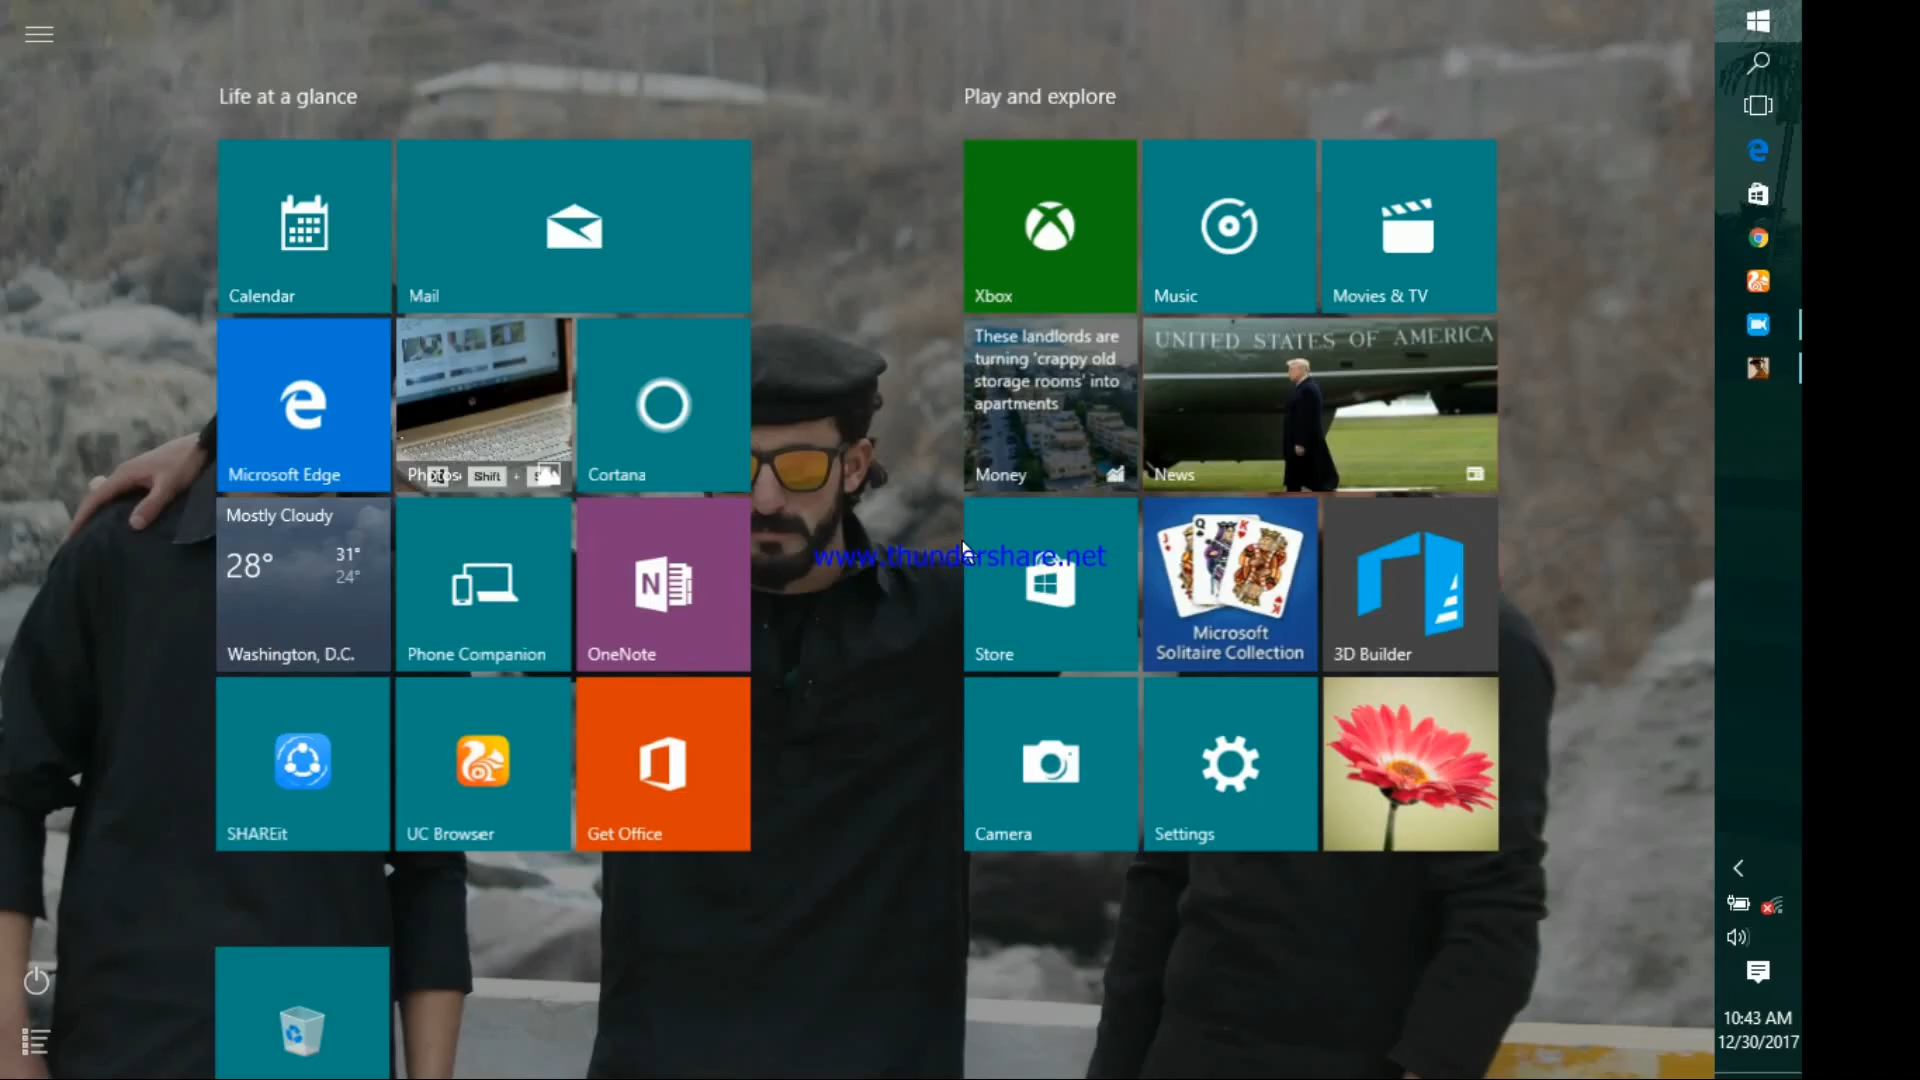 Life at a glance
Play and explore
Calendar
Mail
Xbox
Music
Movies & TV
Microsoft Edge
Photos
Shift
+
Cortana
These landlords are
turning 'crappy old
storage rooms' into
apartments
Money
UNITED STATES OF AMERICA
News
Mostly Cloudy
28°
31°
24°
Washington, D.C.
Phone Companion
N
OneNote
www.thundershare.net
Store
J
Q
K
K
Microsoft
Solitaire Collection
3D Builder
SHAREit
UC Browser
Get Office
Camera
Settings
10:43 AM
12/30/2017